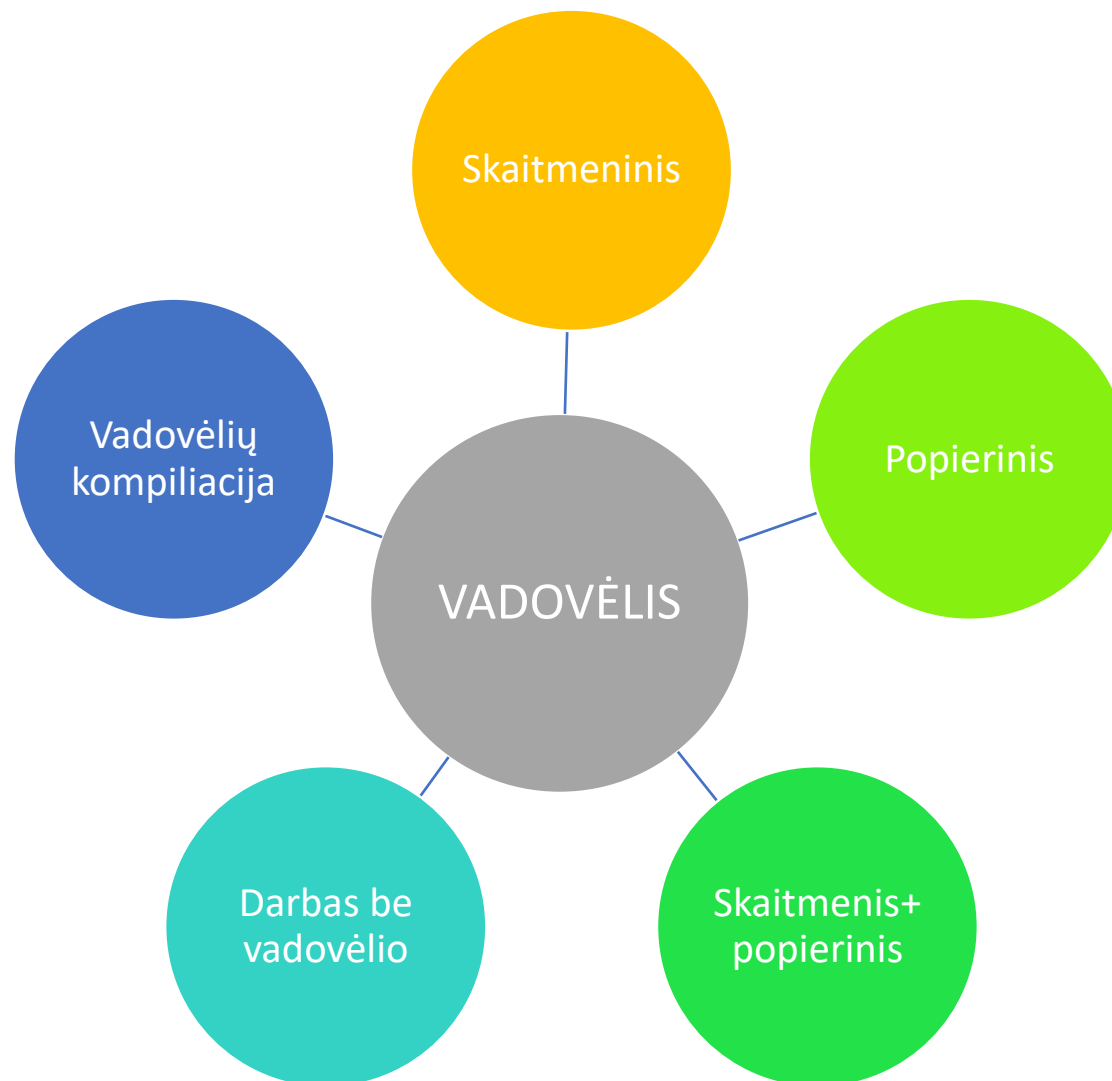 Skaitmeninis
Vadovėlių
kompiliacija
Popierinis
VADOVĖLIS
Darbas be
vadovėlio
Skaitmenis+
popierinis